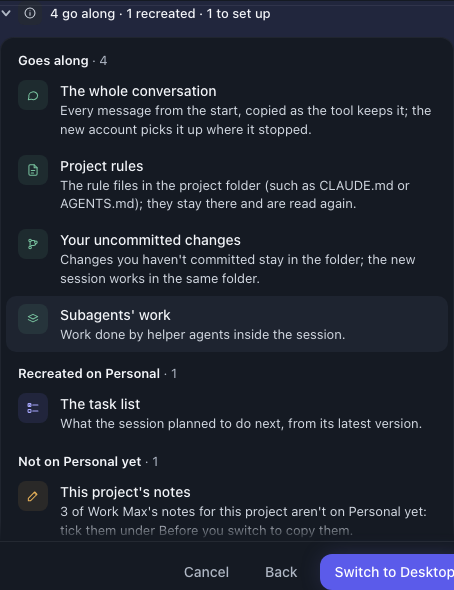 4 go along · 1 recreated · 1 to set up
Goes along · 4
The whole conversation
Every message from the start, copied as the tool keeps it; the
new account picks it up where it stopped.
Project rules
The rule files in the project folder (such as CLAUDE.md or
AGENTS.md); they stay there and are read again.
Your uncommitted changes
Changes you haven't committed stay in the folder; the new
session works in the same folder.
Subagents' work
Work done by helper agents inside the session.
Recreated on Personal · 1
The task list
What the session planned to do next, from its latest version.
Not on Personal yet · 1
This project's notes
3 of Work Max's notes for this project aren't on Personal yet:
tick them under Before you switch to copy them.
Cancel
Back
Switch to Desktop